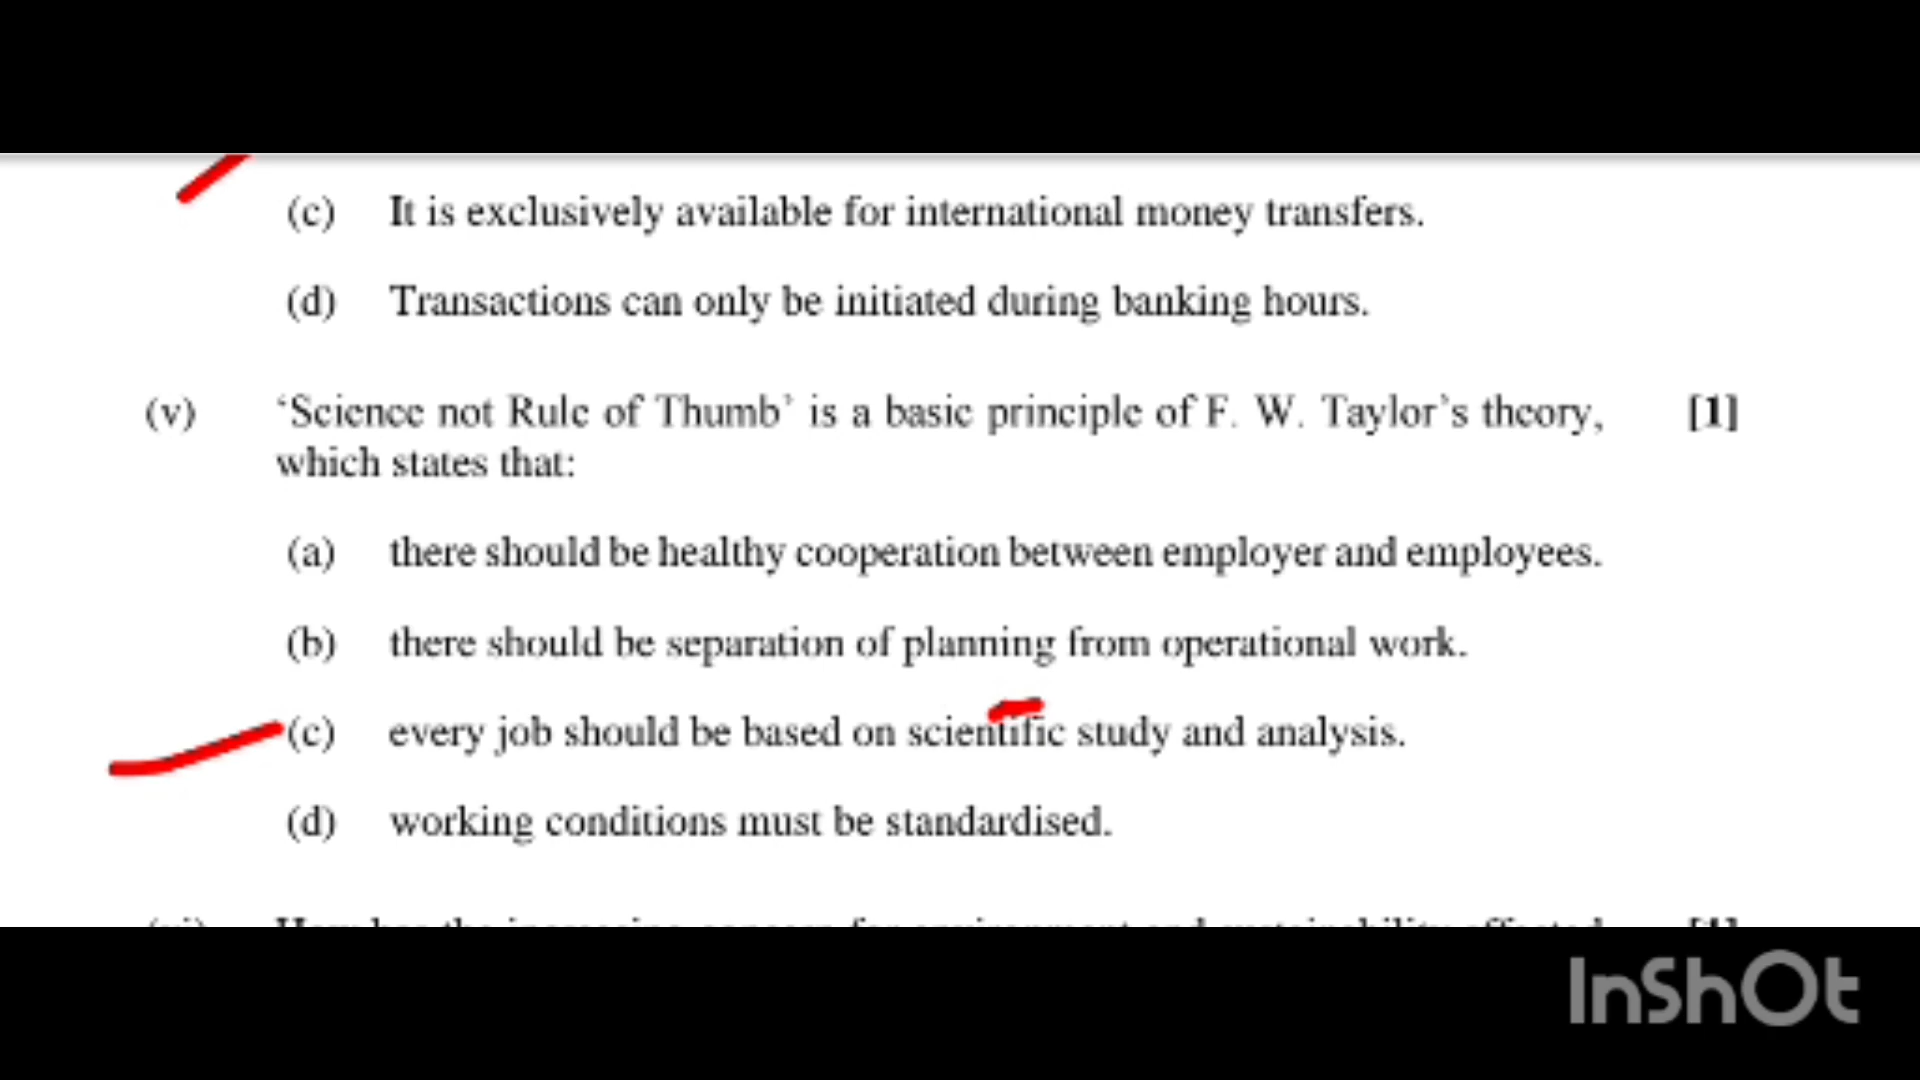 (c) It is exclusively available for international money transfers.
(d) Transactions can only be initiated during banking hours.
(v) ‘Science not Rule of Thumb’ is a basic principle of F. W. Taylor’s theory, [1]
which states that:
(a) there should be healthy cooperation between employer and employees.
(b) there should be separation of planning from operational work.
(c) every job should be based on scientific study and analysis.
(d) working conditions must be standardised.
InShOt